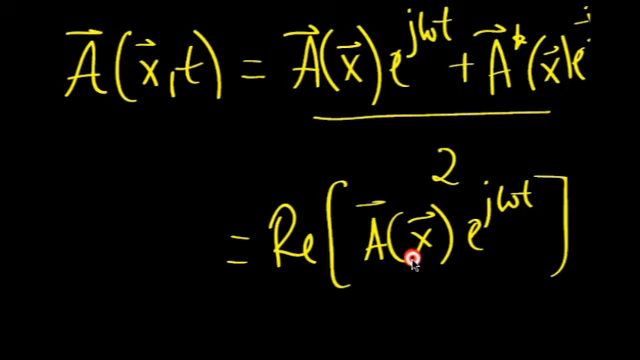 A⃗(x⃗,t) = A⃗(x⃗)e^jωt + A⃗*(x⃗)e^-j
2
= Re[A⃗(x⃗)e^jωt]